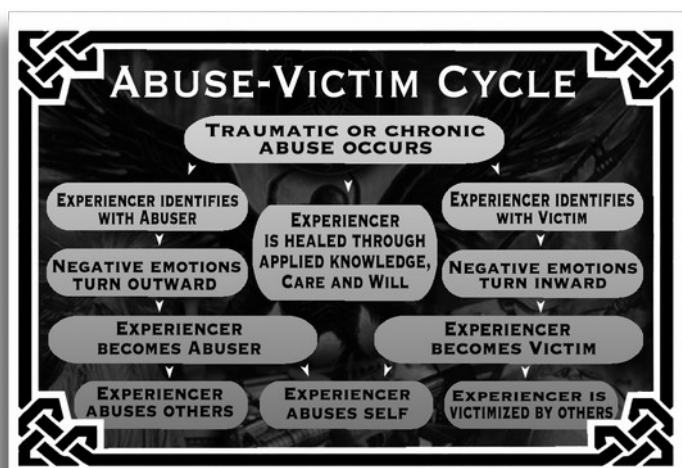 ABUSE-VICTIM CYCLE
TRAUMATIC OR CHRONIC
ABUSE OCCURS
EXPERIENCER IDENTIFIES
WITH ABUSER
EXPERIENCER
IS HEALED THROUGH
APPLIED KNOWLEDGE,
CARE AND WILL
EXPERIENCER IDENTIFIES
WITH VICTIM
NEGATIVE EMOTIONS
TURN OUTWARD
NEGATIVE EMOTIONS
TURN INWARD
EXPERIENCER
BECOMES ABUSER
EXPERIENCER
BECOMES VICTIM
EXPERIENCER
ABUSES OTHERS
EXPERIENCER
ABUSES SELF
EXPERIENCER IS
VICTIMIZED BY OTHERS